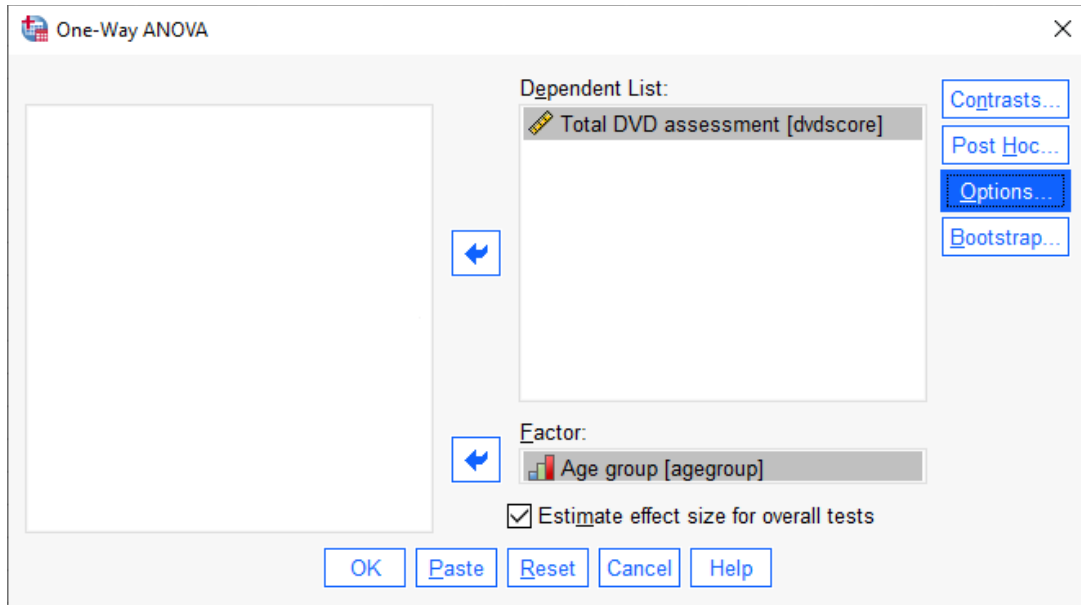 One-Way ANOVA
Dependent List:
Total DVD assessment [dvdscore]
Contrasts...
Post Hoc...
Options...
Bootstrap...
Factor:
Age group [agegroup]
Estimate effect size for overall tests
OK Paste Reset Cancel Help